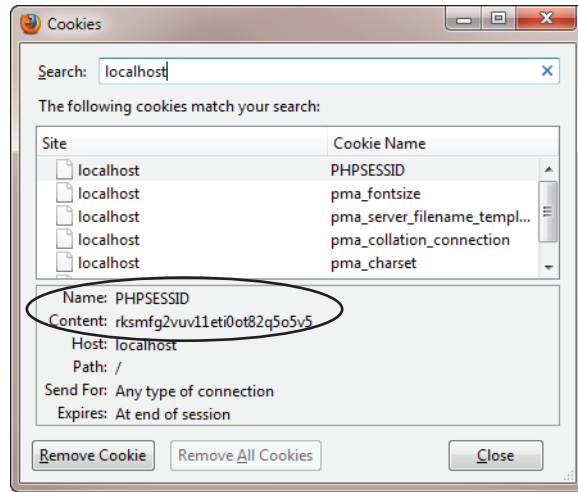 Cookies
Search: localhost
The following cookies match your search:
Site Cookie Name
localhost PHPSESSID
localhost pma_fontsize
localhost pma_server_filename_templ...
localhost pma_collation_connection
localhost pma_charset
Name: PHPSESSID
Content: rksmfg2vuv11eti0ot82q5o5v5
Host: localhost
Path: /
Send For: Any type of connection
Expires: At end of session
Remove Cookie Remove All Cookies Close